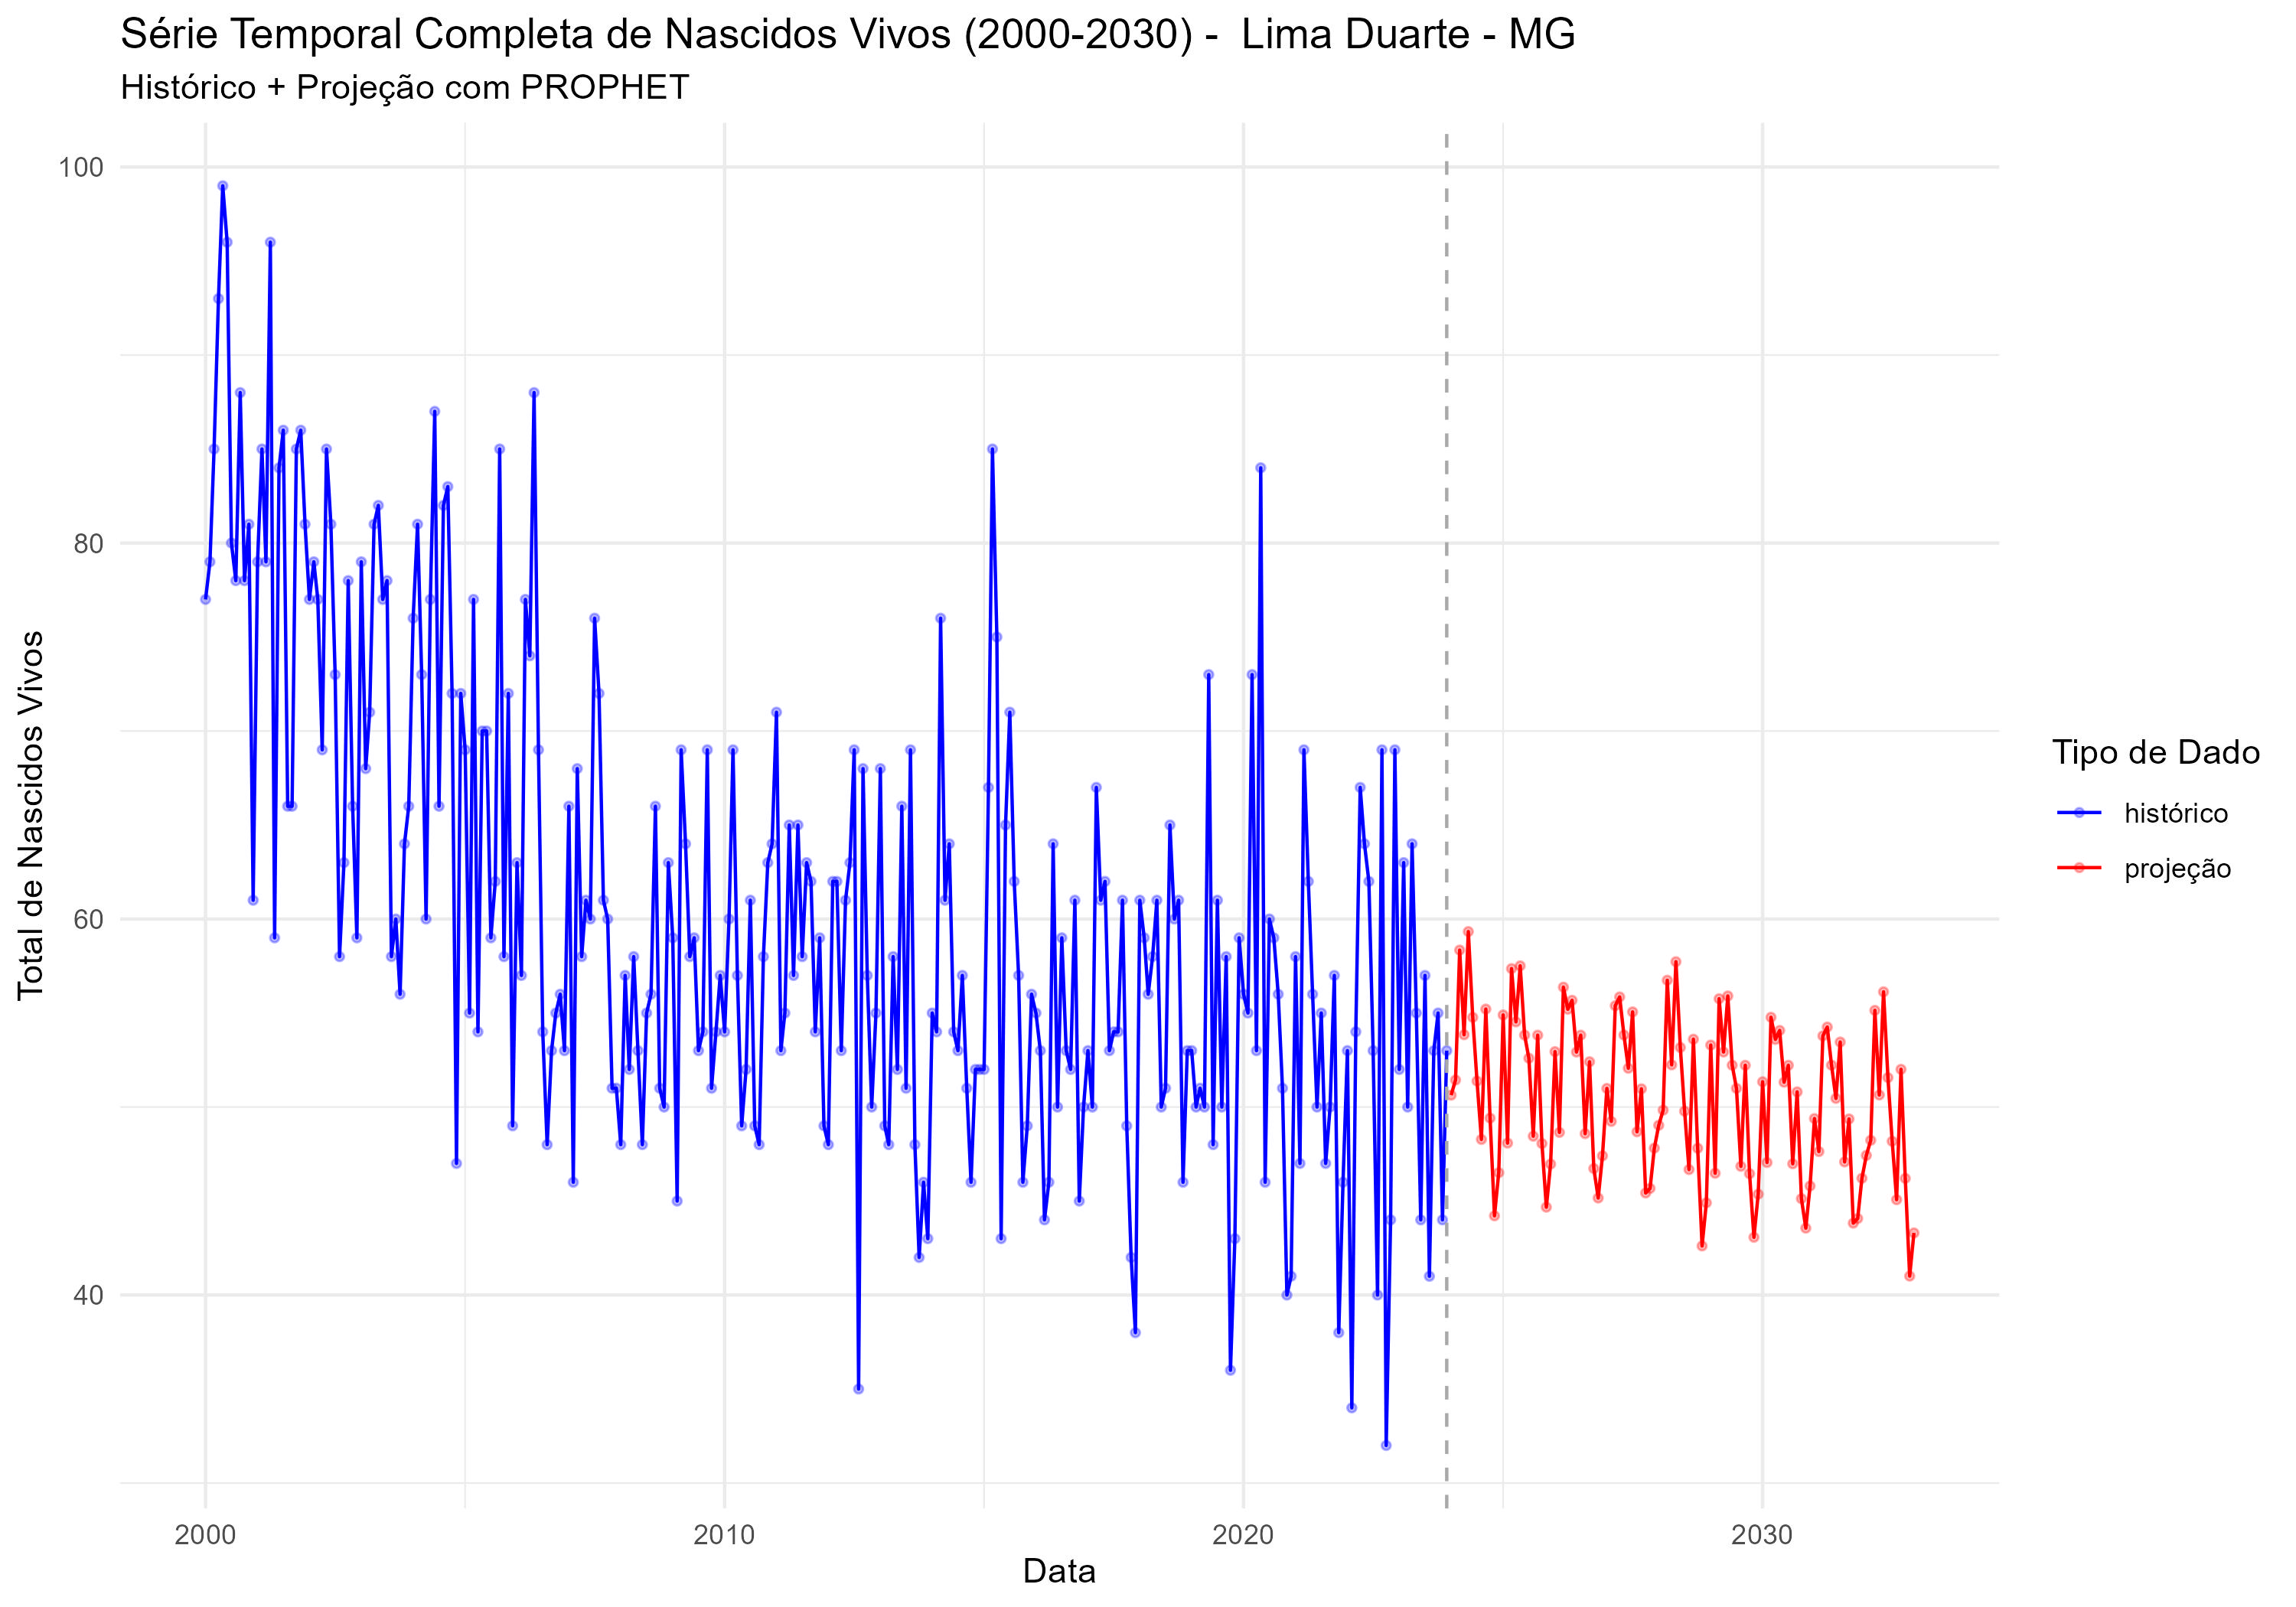 Série Temporal Completa de Nascidos Vivos (2000-2030) -  Lima Duarte - MG
Histórico + Projeção com PROPHET
100
80
60
40
Total de Nascidos Vivos
2000
2010
2020
2030
Data
Tipo de Dado
histórico
projeção